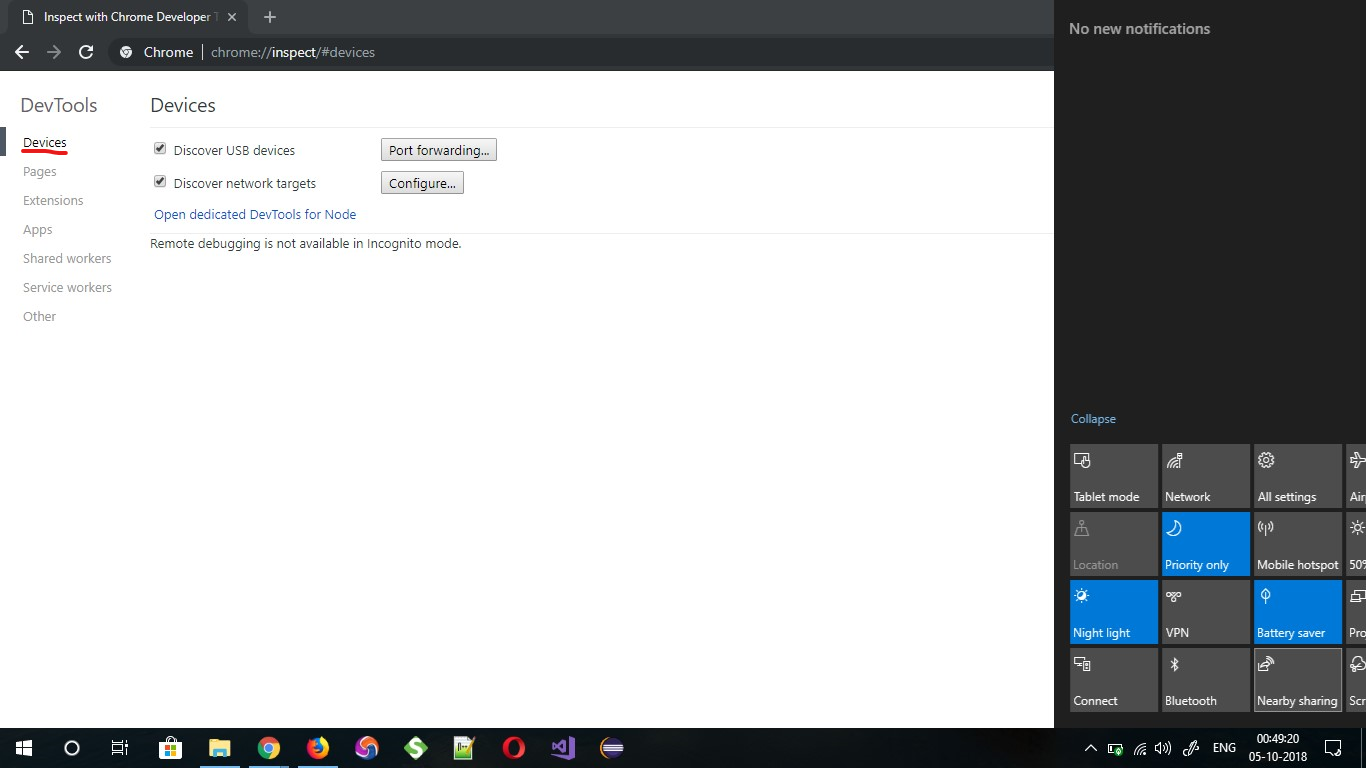 Inspect with Chrome Developer T
Chrome | chrome://inspect/#devices
DevTools
Devices
Pages
Extensions
Apps
Shared workers
Service workers
Other
Devices
Discover USB devices
Port forwarding...
Discover network targets
Configure...
Open dedicated DevTools for Node
Remote debugging is not available in Incognito mode.
No new notifications
Collapse
Tablet mode
Network
All settings
Air
Location
Priority only
Mobile hotspot
50%
Night light
VPN
Battery saver
Pro
Connect
Bluetooth
Nearby sharing
Scr
ENG
00:49:20
05-10-2018